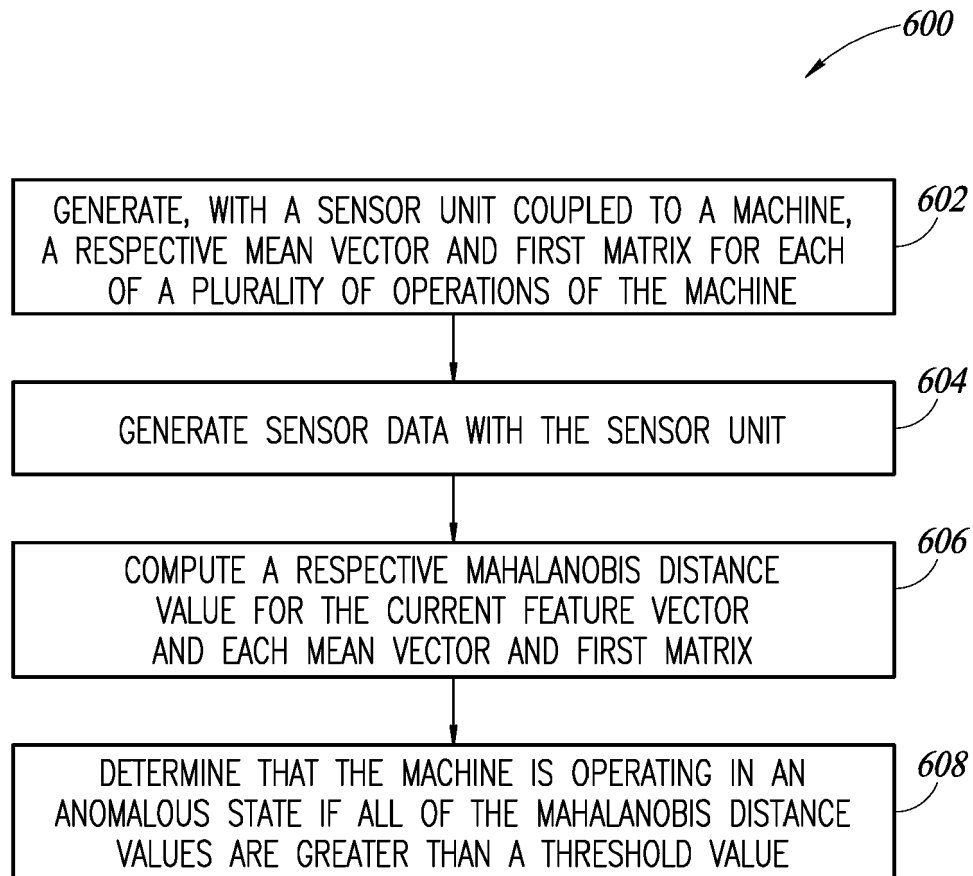 600
GENERATE, WITH A SENSOR UNIT COUPLED TO A MACHINE,
A RESPECTIVE MEAN VECTOR AND FIRST MATRIX FOR EACH
OF A PLURALITY OF OPERATIONS OF THE MACHINE
602
GENERATE SENSOR DATA WITH THE SENSOR UNIT
604
COMPUTE A RESPECTIVE MAHALANOBIS DISTANCE
VALUE FOR THE CURRENT FEATURE VECTOR
AND EACH MEAN VECTOR AND FIRST MATRIX
606
DETERMINE THAT THE MACHINE IS OPERATING IN AN
ANOMALOUS STATE IF ALL OF THE MAHALANOBIS DISTANCE
VALUES ARE GREATER THAN A THRESHOLD VALUE
608